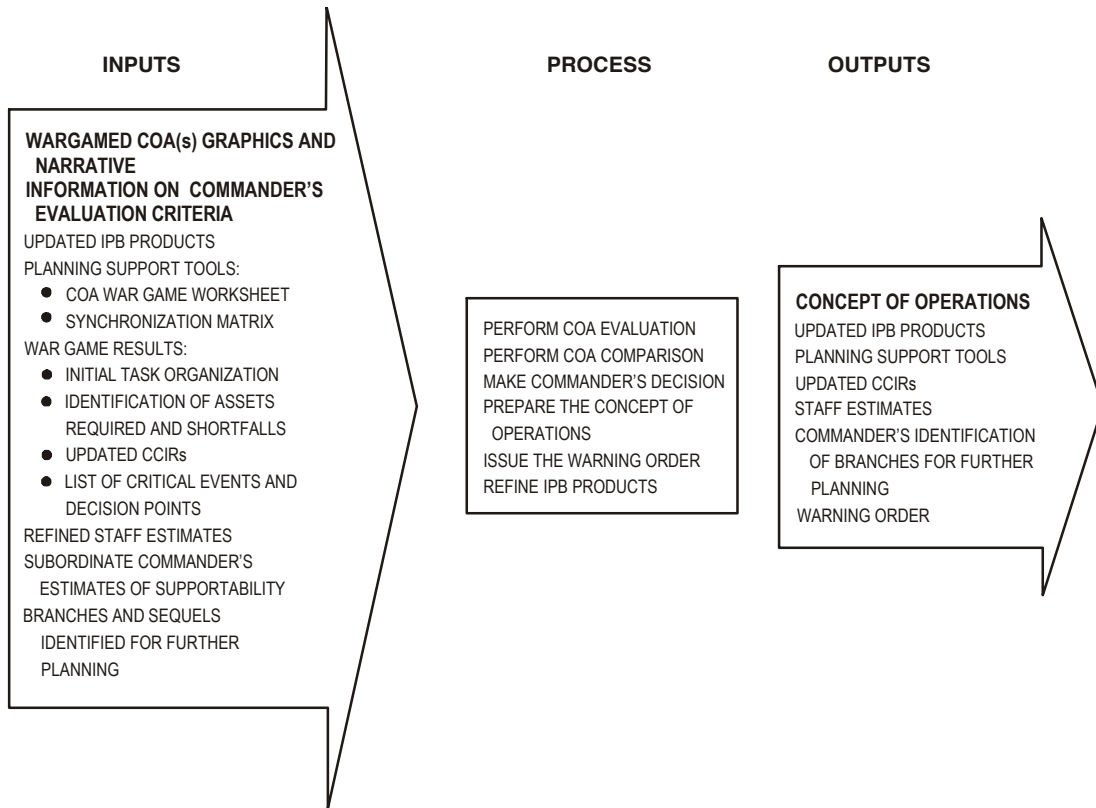 INPUTS
WARGAMED COA(s) GRAPHICS AND
NARRATIVE
INFORMATION ON COMMANDER'S
EVALUATION CRITERIA
UPDATED IPB PRODUCTS
PLANNING SUPPORT TOOLS:
● COA WAR GAME WORKSHEET
● SYNCHRONIZATION MATRIX
WAR GAME RESULTS:
● INITIAL TASK ORGANIZATION
● IDENTIFICATION OF ASSETS
REQUIRED AND SHORTFALLS
● UPDATED CCIRs
● LIST OF CRITICAL EVENTS AND
DECISION POINTS
REFINED STAFF ESTIMATES
SUBORDINATE COMMANDER'S
ESTIMATES OF SUPPORTABILITY
BRANCHES AND SEQUELS
IDENTIFIED FOR FURTHER
PLANNING
PROCESS
PERFORM COA EVALUATION
PERFORM COA COMPARISON
MAKE COMMANDER'S DECISION
PREPARE THE CONCEPT OF
OPERATIONS
ISSUE THE WARNING ORDER
REFINE IPB PRODUCTS
OUTPUTS
CONCEPT OF OPERATIONS
UPDATED IPB PRODUCTS
PLANNING SUPPORT TOOLS
UPDATED CCIRs
STAFF ESTIMATES
COMMANDER'S IDENTIFICATION
OF BRANCHES FOR FURTHER
PLANNING
WARNING ORDER